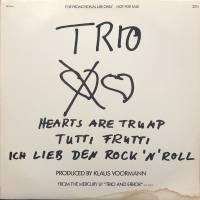 FOR PROMOTIONAL USE ONLY NOT FOR SALE
TRIO
HEARTS ARE TRUMP
TUTTI FRUTTI
ICH LIEB DEN ROCK 'N' ROLL
PRODUCED BY KLAUS VOORMANN
FROM THE MERCURY LP "TRIO AND ERROR"